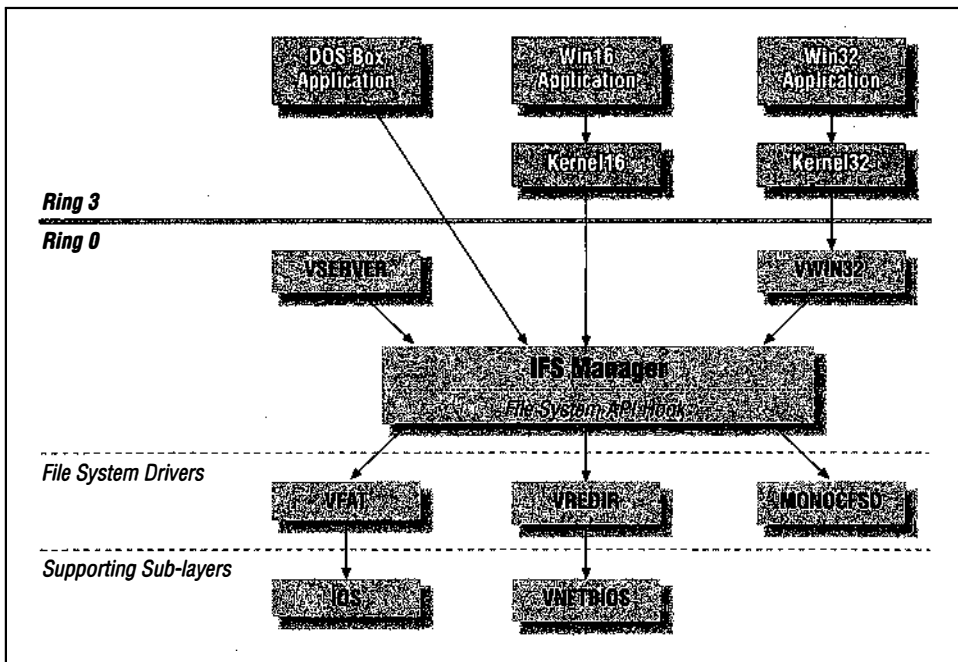 DOS Box
Application
Win16
Application
Win32
Application
Kernel16
Kernel32
Ring 3
Ring 0
VSERVER
VWIN32
IFS Manager
File System API Hook
File System Drivers
VFAT
VREDIR
MONOCFSD
Supporting Sub-layers
IOS
VNETBIOS